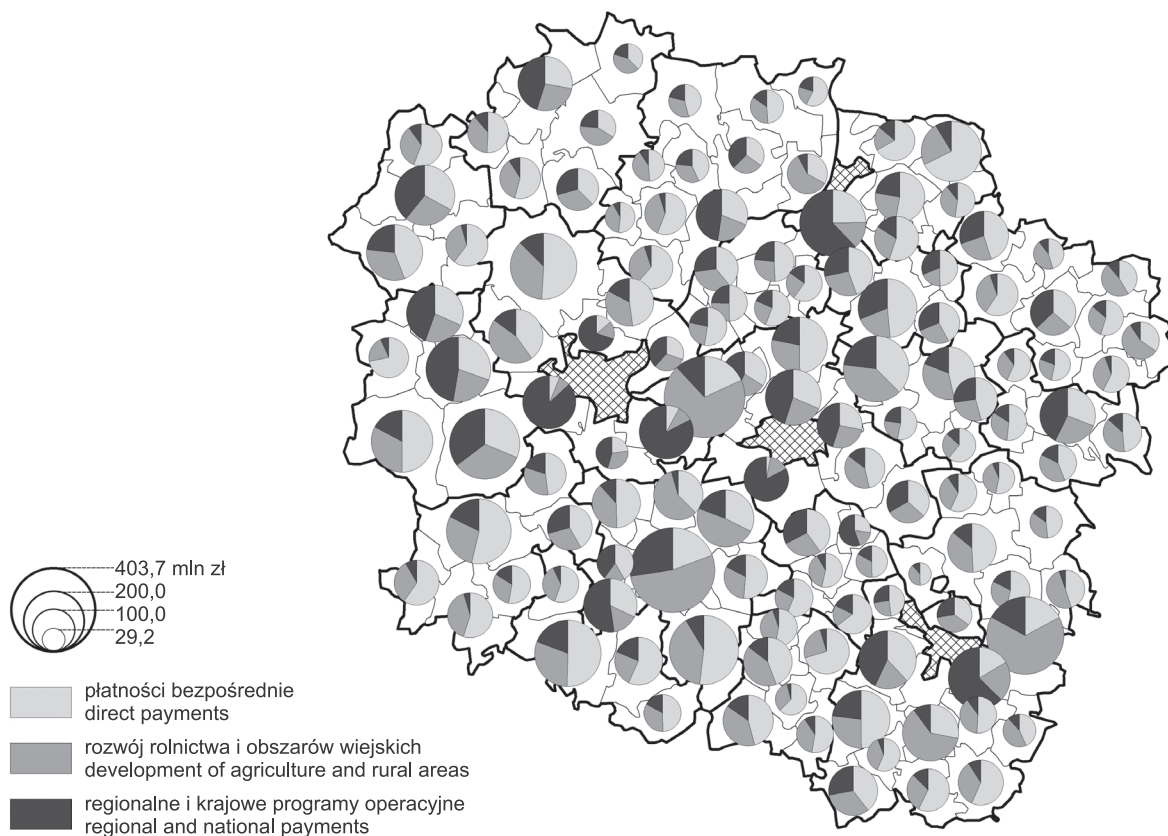 403,7 mln zł
200,0
100,0
29,2
płatności bezpośrednie
direct payments
rozwój rolnictwa i obszarów wiejskich
development of agriculture and rural areas
regionalne i krajowe programy operacyjne
regional and national payments